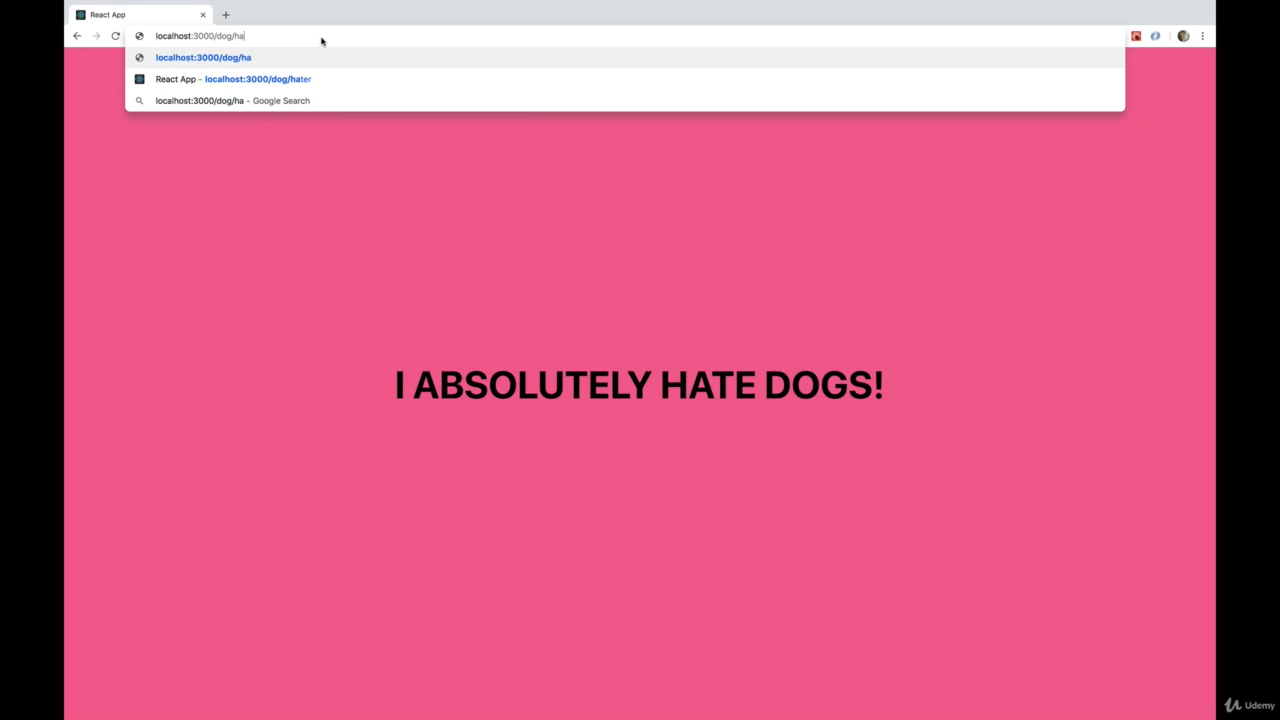 React App
localhost:3000/dog/ha
localhost:3000/dog/ha
React App - localhost:3000/dog/hater
localhost:3000/dog/ha - Google Search
I ABSOLUTELY HATE DOGS!
Udemy